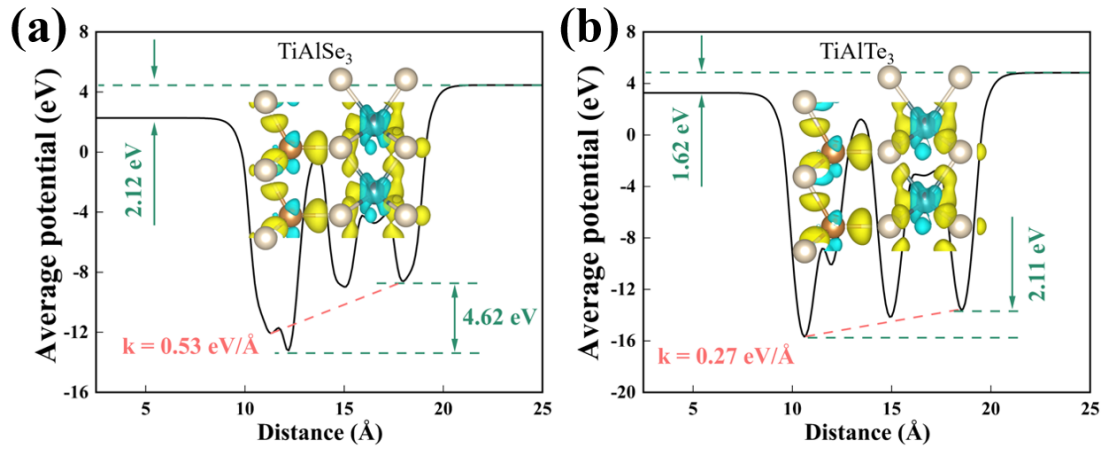 (a)
TiAlSe₃
Average potential (eV)
8
4
0
-4
-8
-12
-16
2.12 eV
4.62 eV
k = 0.53 eV/Å
5
10
15
20
25
Distance (Å)
(b)
TiAlTe₃
Average potential (eV)
8
4
0
-4
-8
-12
-16
-20
1.62 eV
2.11 eV
k = 0.27 eV/Å
5
10
15
20
25
Distance (Å)